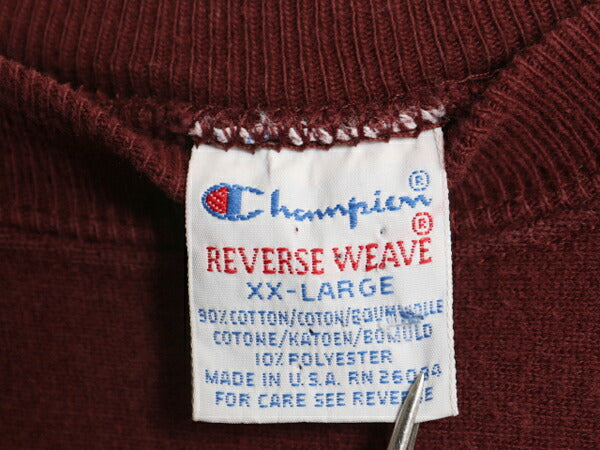 Champion®
REVERSE WEAVE®
XX-LARGE
90% COTTON/COTON/BAUMWOLLE
COTONE/KATOEN/BOMULD
10% POLYESTER
MADE IN U.S.A. RN 26094
FOR CARE SEE REVERSE